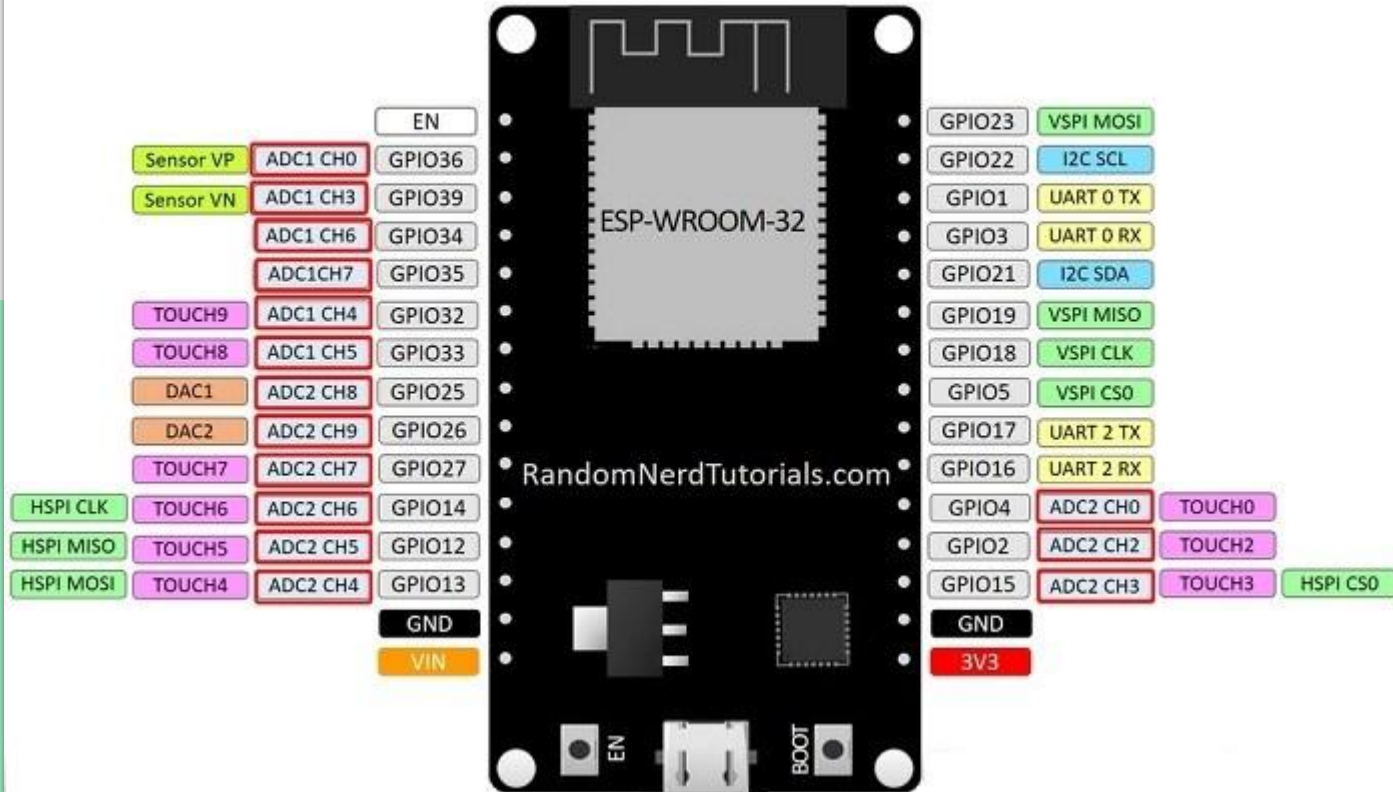 EN GPIO23 VSPI MOSI
Sensor VP ADC1 CH0 GPIO36 GPIO22 I2C SCL
Sensor VN ADC1 CH3 GPIO39 GPIO1 UART 0 TX
ADC1 CH6 GPIO34 ESP-WROOM-32 GPIO3 UART 0 RX
ADC1CH7 GPIO35 GPIO21 I2C SDA
TOUCH9 ADC1 CH4 GPIO32 GPIO19 VSPI MISO
TOUCH8 ADC1 CH5 GPIO33 GPIO18 VSPI CLK
DAC1 ADC2 CH8 GPIO25 GPIO5 VSPI CS0
DAC2 ADC2 CH9 GPIO26 GPIO17 UART 2 TX
TOUCH7 ADC2 CH7 GPIO27 RandomNerdTutorials.com GPIO16 UART 2 RX
HSPI CLK TOUCH6 ADC2 CH6 GPIO14 GPIO4 ADC2 CH0 TOUCH0
HSPI MISO TOUCH5 ADC2 CH5 GPIO12 GPIO2 ADC2 CH2 TOUCH2
HSPI MOSI TOUCH4 ADC2 CH4 GPIO13 GPIO15 ADC2 CH3 TOUCH3 HSPI CS0
GND GND
VIN 3V3
EN BOOT